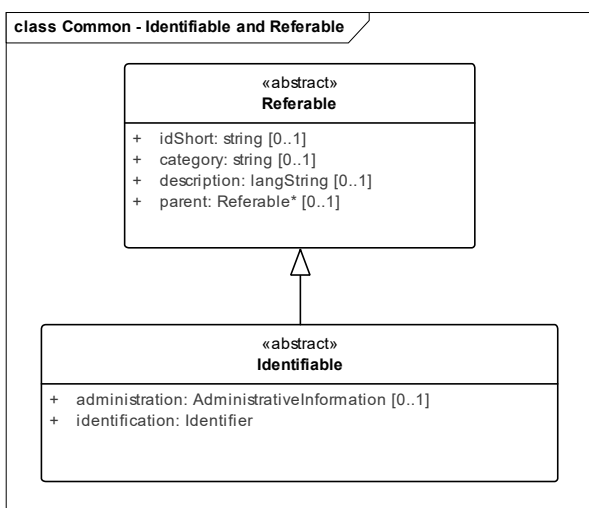 class Common - Identifiable and Referable
«abstract»
Referable
+ idShort: string [0..1]
+ category: string [0..1]
+ description: langString [0..1]
+ parent: Referable* [0..1]
«abstract»
Identifiable
+ administration: AdministrativeInformation [0..1]
+ identification: Identifier